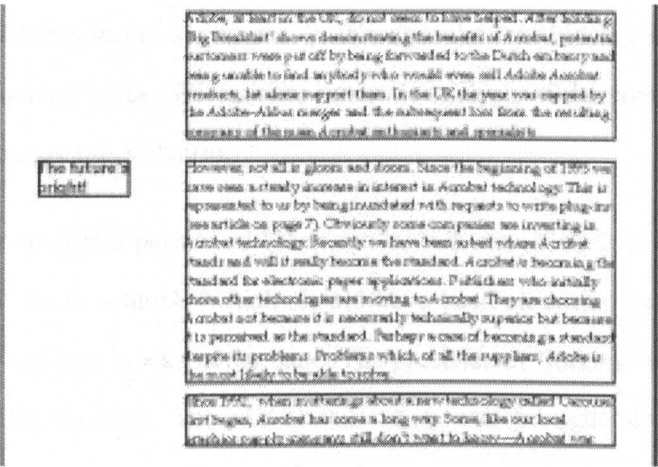 Adobe, at least in the UK, do not seem to have helped. After holding
'Big Breakfast' shows demonstrating the benefits of Acrobat, potential
customers were put off by being forwarded to the Dutch embassy and
being unable to find anybody who would even sell Adobe Acrobat
products, let alone support them. In the UK the year was capped by
the Adobe–Aldus merger and the subsequent loss from the resulting
company of the main Acrobat enthusiasts and specialists
The future is
bright!
However, not all is gloom and doom. Since the beginning of 1995 we
have seen a steady increase in interest in Acrobat technology. This is
represented to us by being inundated with requests to write plug-ins
(see article on page 7). Obviously some companies are investing in
Acrobat technology. Recently we have been asked where Acrobat
stands and will it really become the standard. Acrobat is becoming the
standard for electronic paper applications. Publishers who initially
chose other technologies are moving to Acrobat. They are choosing
Acrobat not because it is necessarily technically superior but because
it is perceived, as the standard. Perhaps a case of becoming a standard
despite its problems. Problems which, of all the suppliers, Adobe is
the most likely to be able to solve.
Since 1992, when mutterings about a new technology called Carousel
first began, Acrobat has come a long way. Some, like our local
graphics supply company still don't want to know—Acrobat was